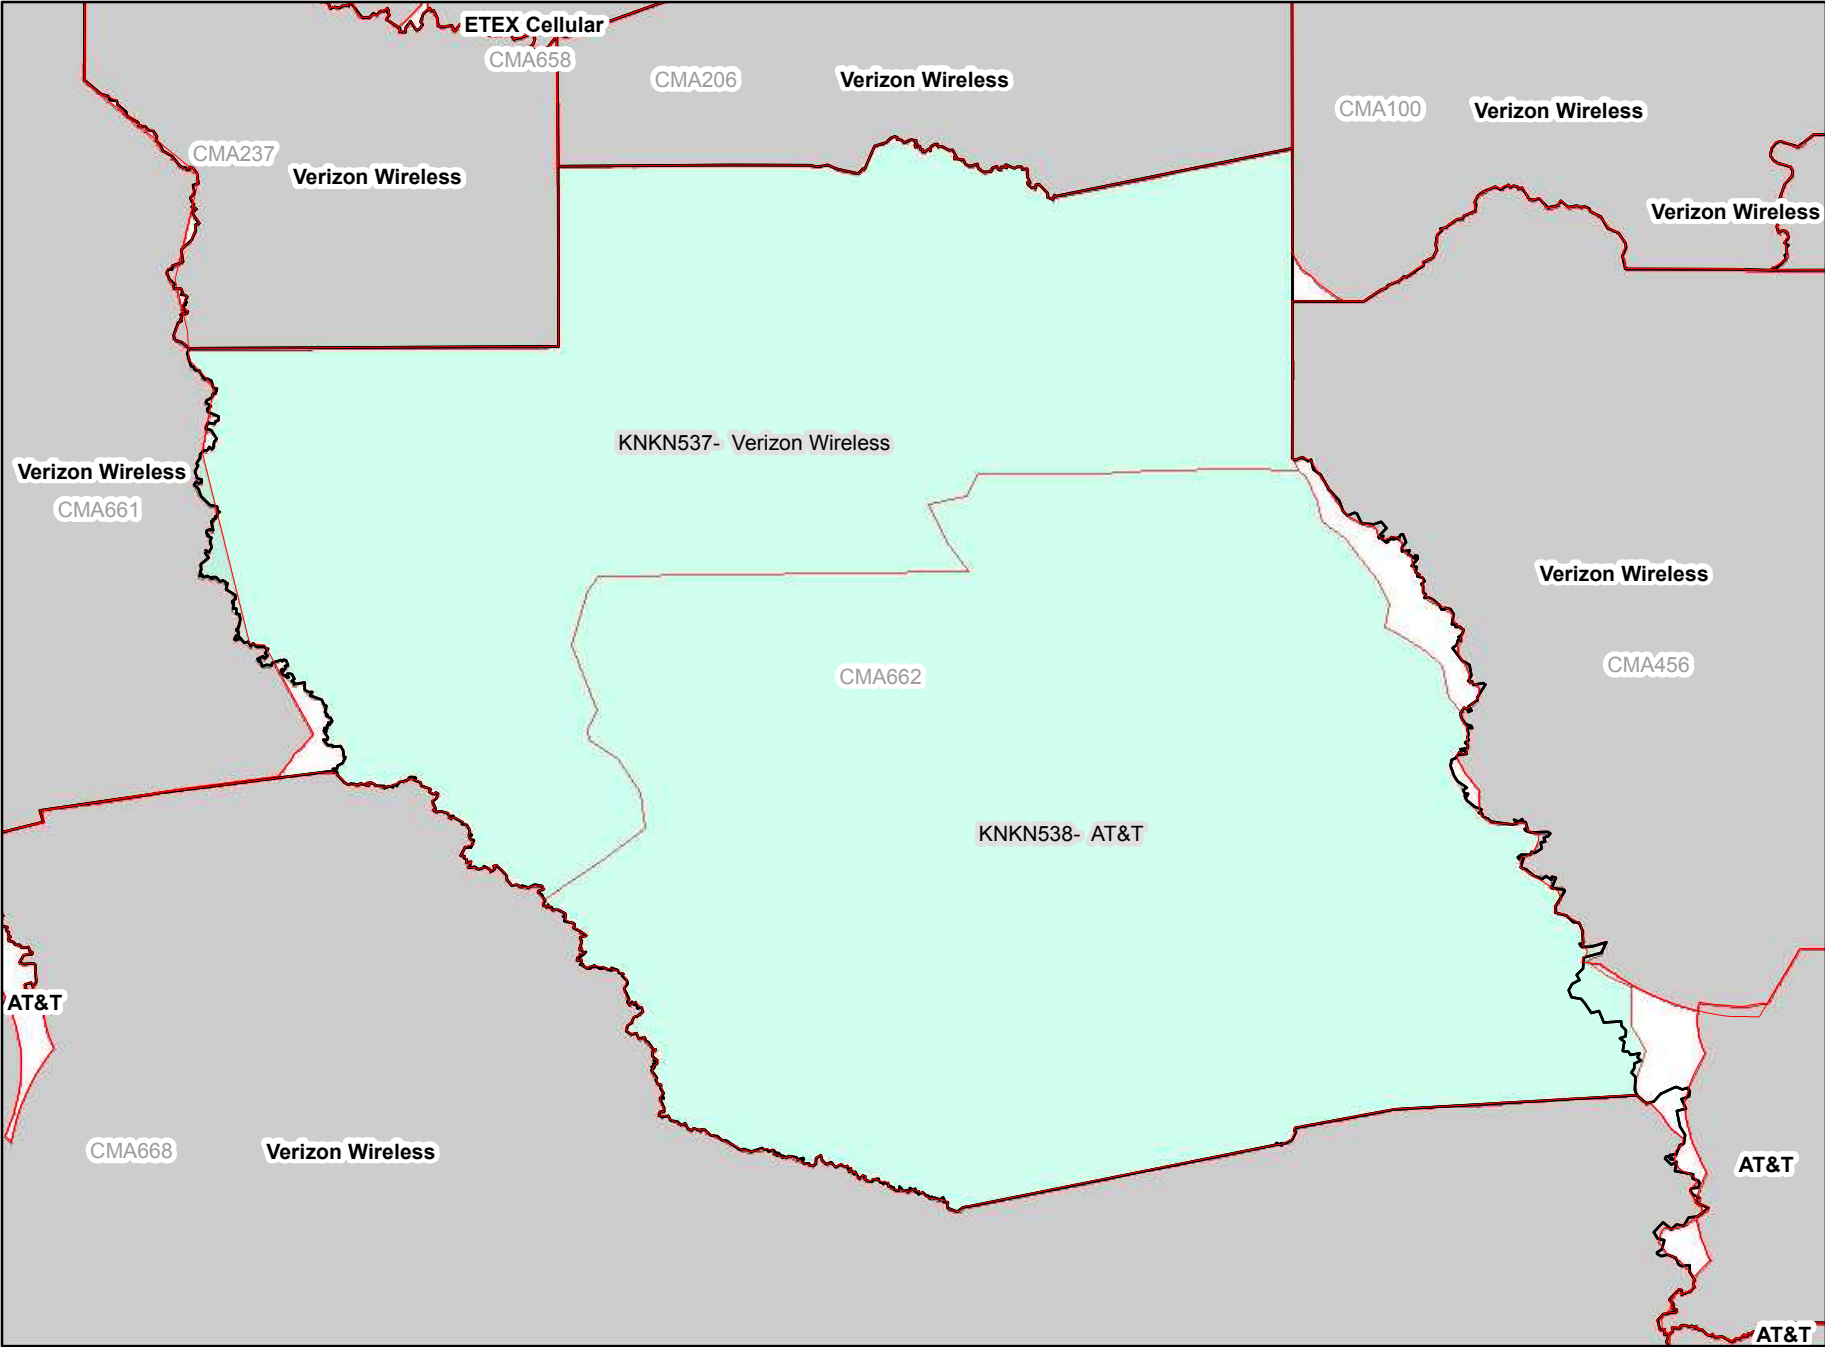 ETEX Cellular
CMA658
CMA206
Verizon Wireless
CMA100
Verizon Wireless
CMA237
Verizon Wireless
Verizon Wireless
KNKN537- Verizon Wireless
Verizon Wireless
CMA661
Verizon Wireless
CMA456
CMA662
KNKN538- AT&T
AT&T
CMA668
Verizon Wireless
AT&T
AT&T